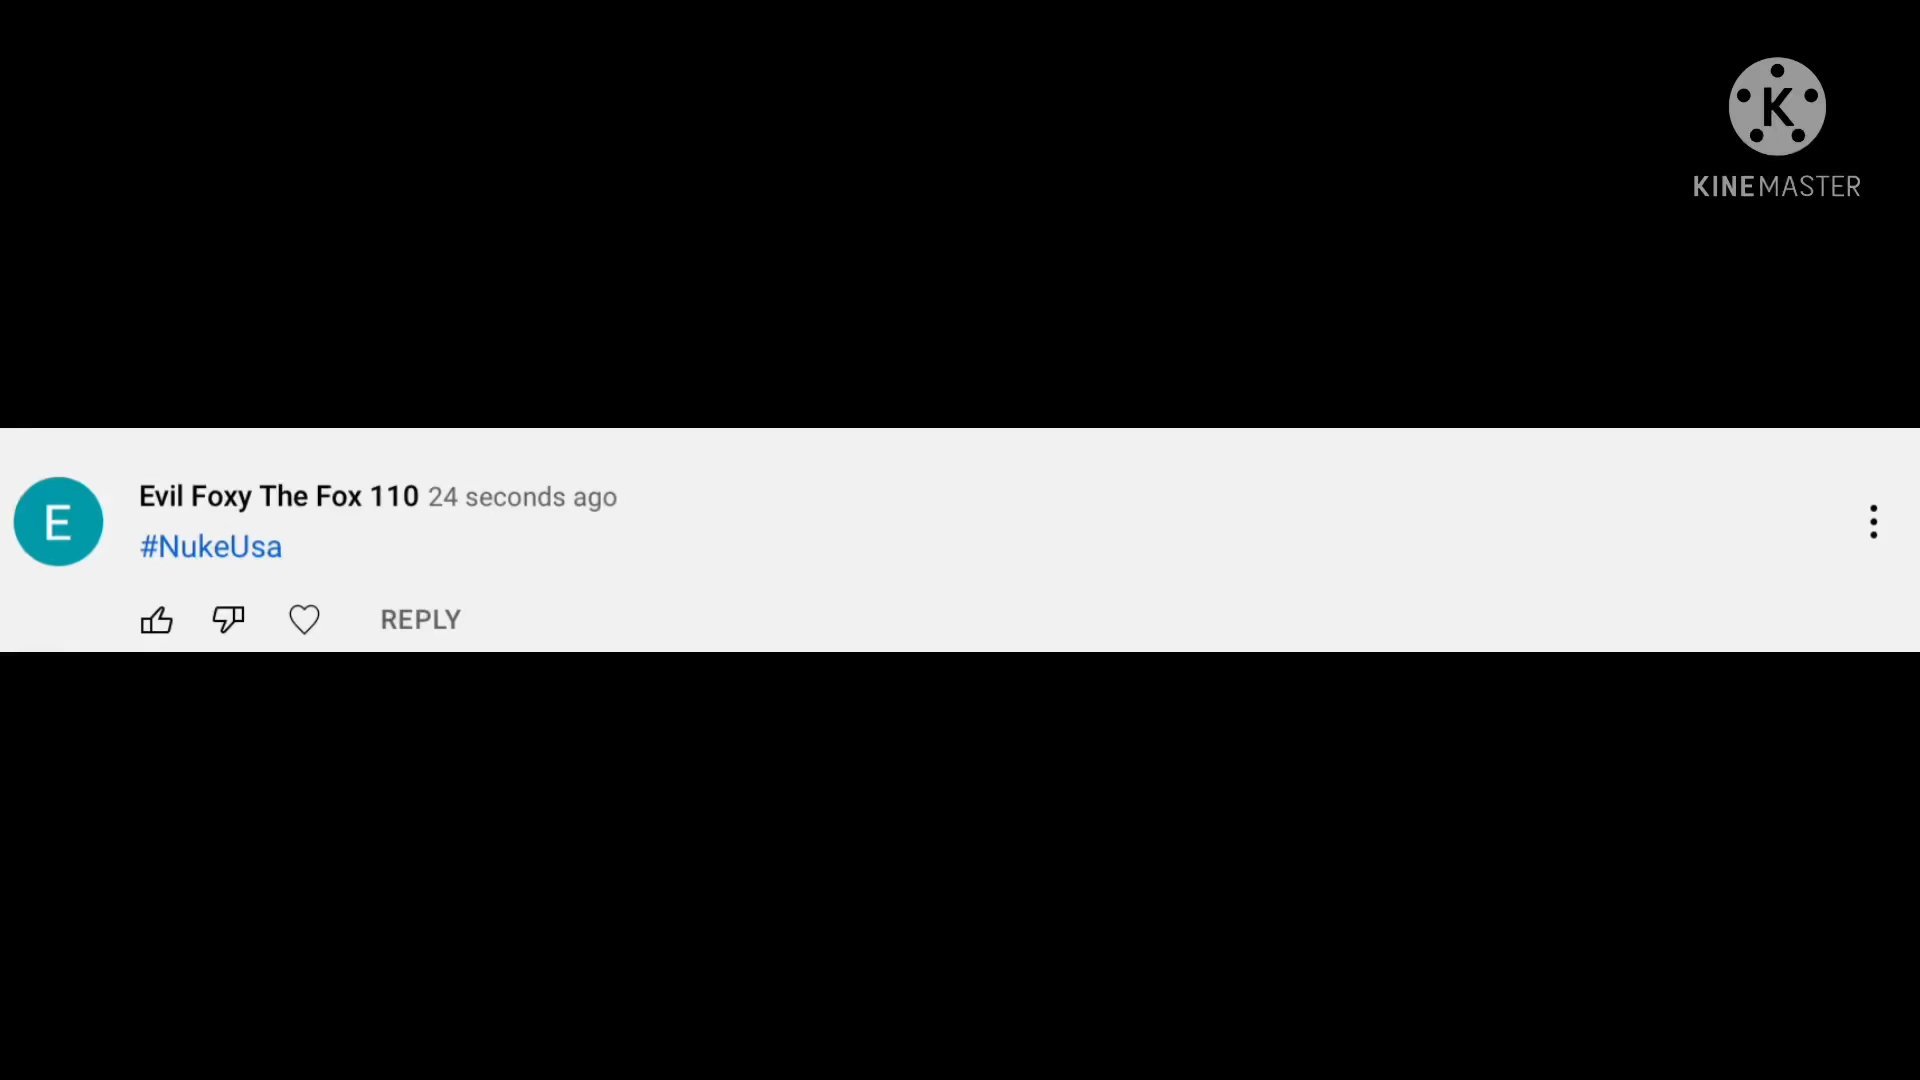 K
KINEMASTER
E
Evil Foxy The Fox 110 24 seconds ago
#NukeUsa
REPLY